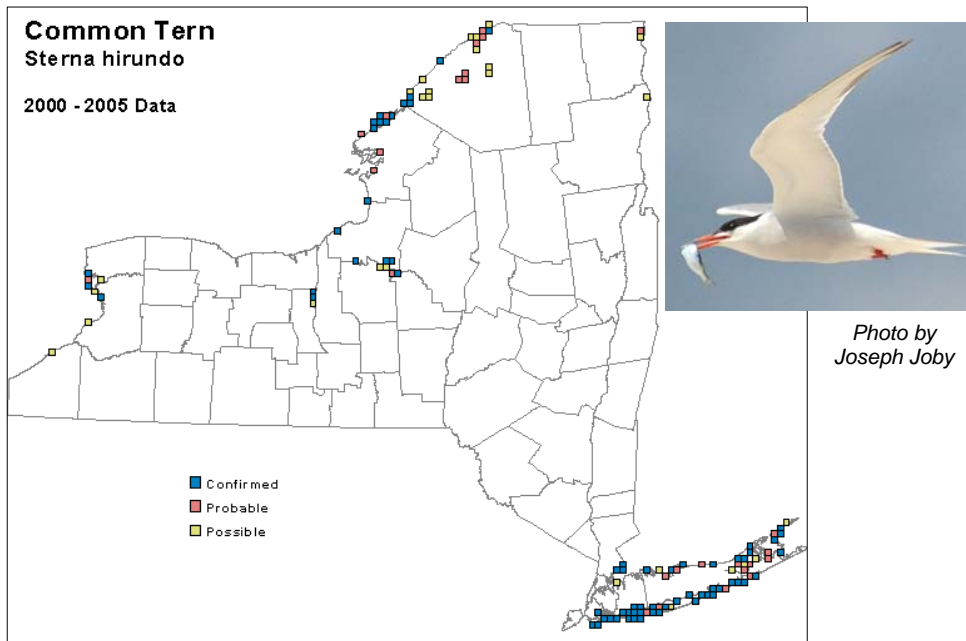 Common Tern
Sterna hirundo
2000 - 2005 Data
Confirmed
Probable
Possible
Photo by
Joseph Joby